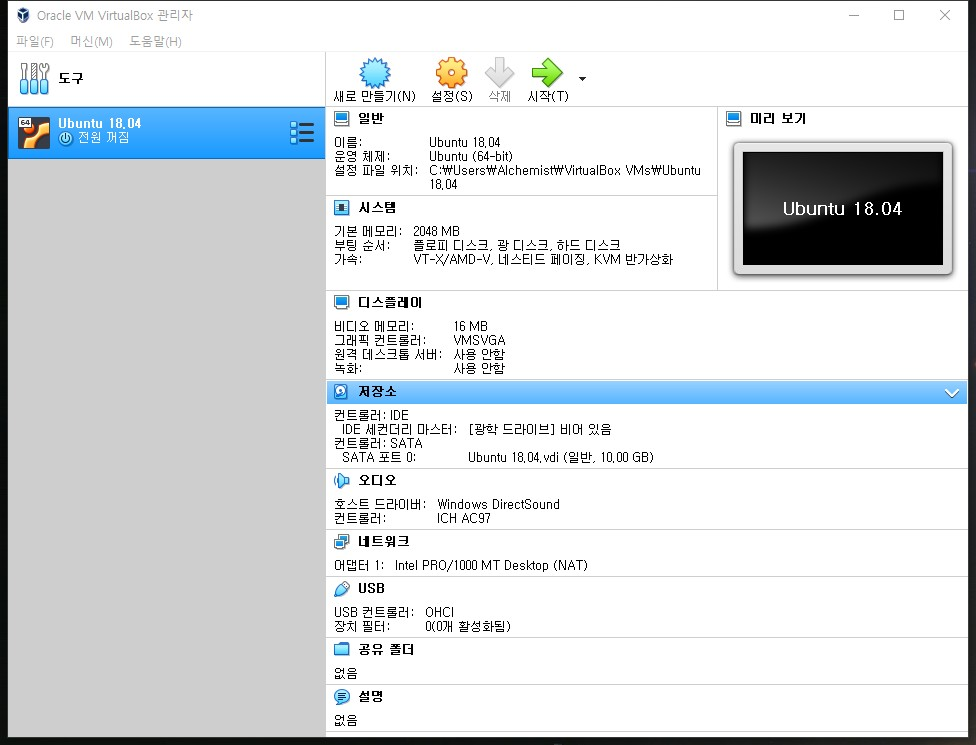 Oracle VM VirtualBox 관리자
파일(F) 머신(M) 도움말(H)
도구
새로 만들기(N) 설정(S) 삭제 시작(T)
64
Ubuntu 18.04
전원 꺼짐
일반
이름: Ubuntu 18.04
운영 체제: Ubuntu (64-bit)
설정 파일 위치: C:₩Users₩Alchemist₩VirtualBox VMs₩Ubuntu
18.04
미리 보기
Ubuntu 18.04
시스템
기본 메모리: 2048 MB
부팅 순서: 플로피 디스크, 광 디스크, 하드 디스크
가속: VT-X/AMD-V, 네스티드 페이징, KVM 반가상화
디스플레이
비디오 메모리: 16 MB
그래픽 컨트롤러: VMSVGA
원격 데스크톱 서버: 사용 안함
녹화: 사용 안함
저장소
컨트롤러: IDE
IDE 세컨더리 마스터: [광학 드라이브] 비어 있음
컨트롤러: SATA
SATA 포트 0: Ubuntu 18.04.vdi (일반, 10.00 GB)
오디오
호스트 드라이버: Windows DirectSound
컨트롤러: ICH AC97
네트워크
어댑터 1: Intel PRO/1000 MT Desktop (NAT)
USB
USB 컨트롤러: OHCI
장치 필터: 0(0개 활성화됨)
공유 폴더
없음
설명
없음